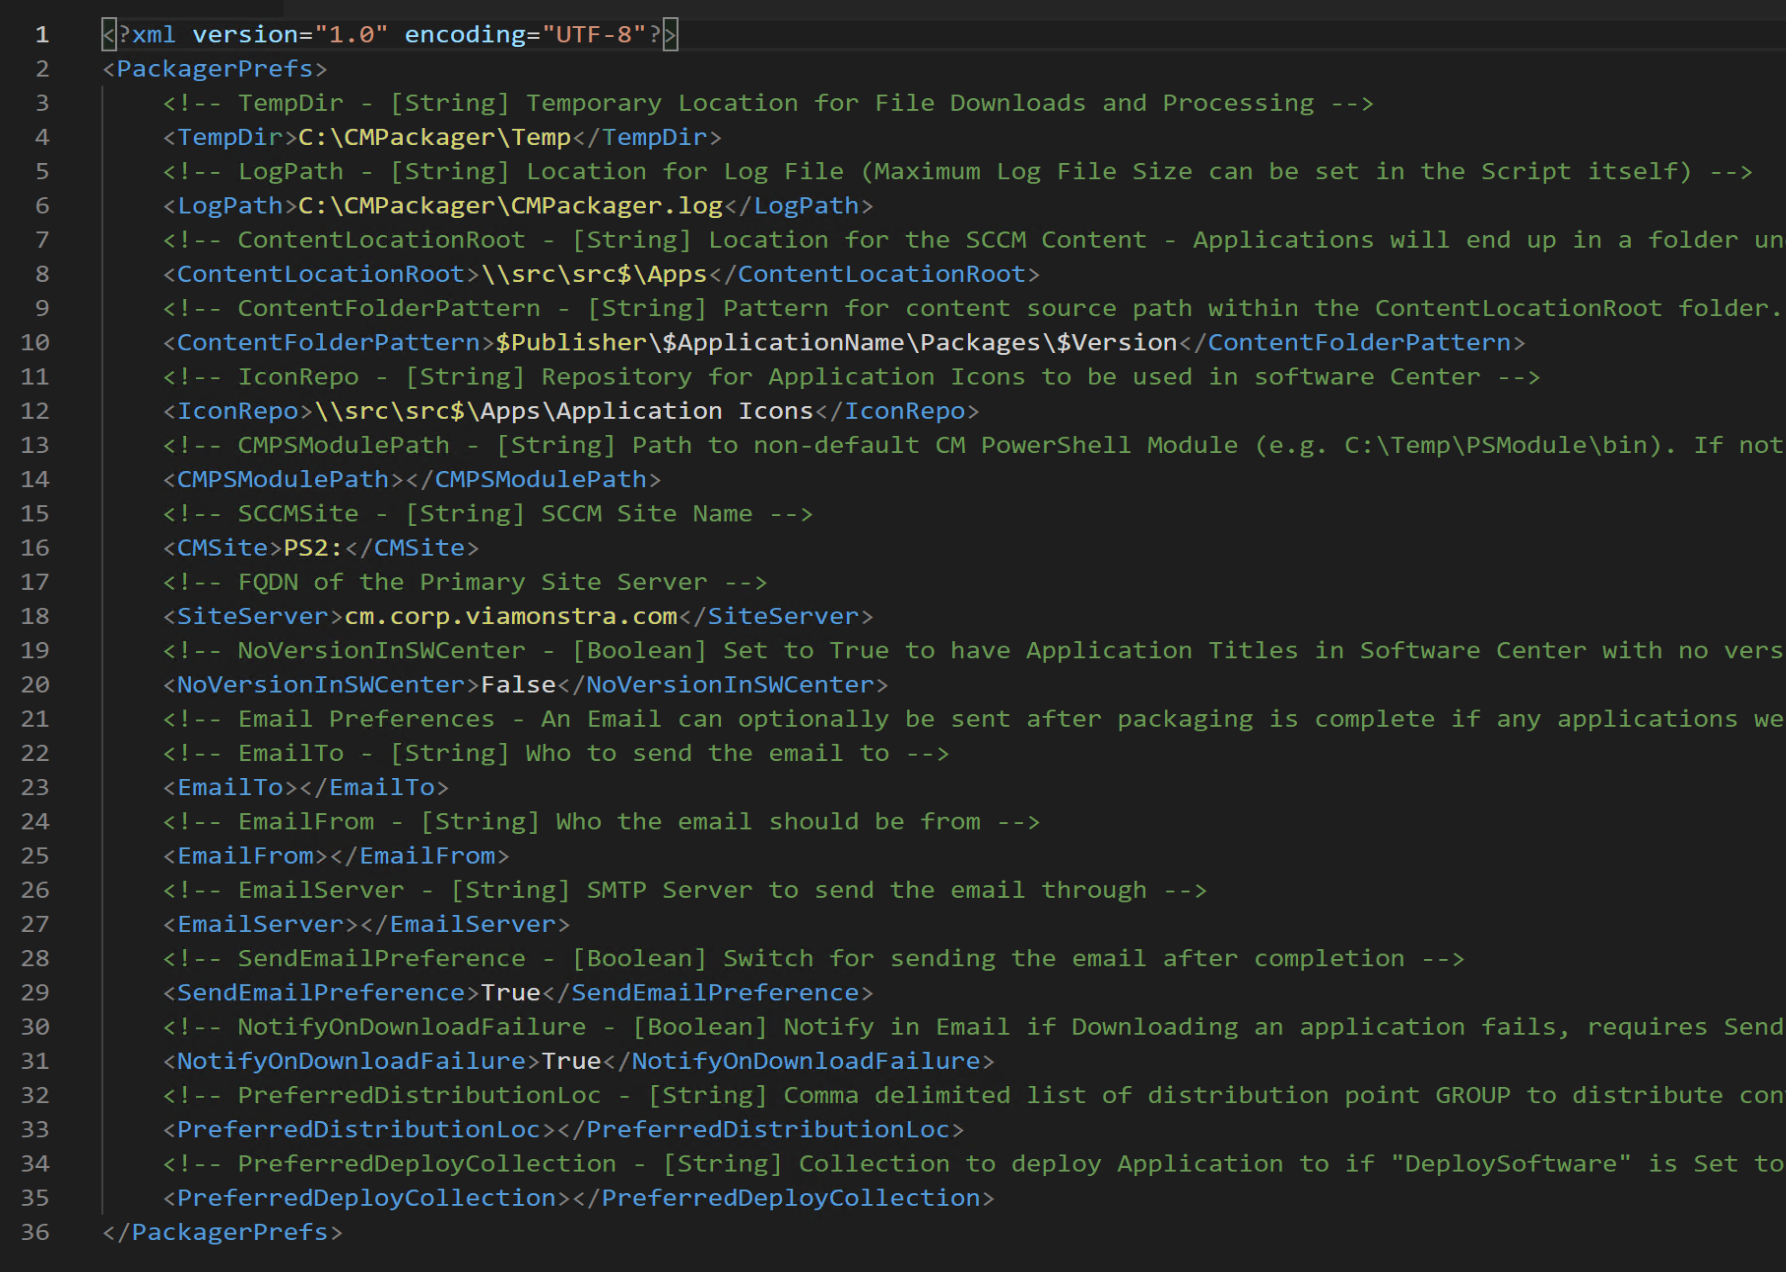 1 <?xml version="1.0" encoding="UTF-8"?>
2 <PackagerPrefs>
3 <!-- TempDir - [String] Temporary Location for File Downloads and Processing -->
4 <TempDir>C:\CMPackager\Temp</TempDir>
5 <!-- LogPath - [String] Location for Log File (Maximum Log File Size can be set in the Script itself) -->
6 <LogPath>C:\CMPackager\CMPackager.log</LogPath>
7 <!-- ContentLocationRoot - [String] Location for the SCCM Content - Applications will end up in a folder un
8 <ContentLocationRoot>\\src\src$\Apps</ContentLocationRoot>
9 <!-- ContentFolderPattern - [String] Pattern for content source path within the ContentLocationRoot folder.
10 <ContentFolderPattern>$Publisher\$ApplicationName\Packages\$Version</ContentFolderPattern>
11 <!-- IconRepo - [String] Repository for Application Icons to be used in software Center -->
12 <IconRepo>\\src\src$\Apps\Application Icons</IconRepo>
13 <!-- CMPSModulePath - [String] Path to non-default CM PowerShell Module (e.g. C:\Temp\PSModule\bin). If not
14 <CMPSModulePath></CMPSModulePath>
15 <!-- SCCMSite - [String] SCCM Site Name -->
16 <CMSite>PS2:</CMSite>
17 <!-- FQDN of the Primary Site Server -->
18 <SiteServer>cm.corp.viamonstra.com</SiteServer>
19 <!-- NoVersionInSWCenter - [Boolean] Set to True to have Application Titles in Software Center with no vers
20 <NoVersionInSWCenter>False</NoVersionInSWCenter>
21 <!-- Email Preferences - An Email can optionally be sent after packaging is complete if any applications we
22 <!-- EmailTo - [String] Who to send the email to -->
23 <EmailTo></EmailTo>
24 <!-- EmailFrom - [String] Who the email should be from -->
25 <EmailFrom></EmailFrom>
26 <!-- EmailServer - [String] SMTP Server to send the email through -->
27 <EmailServer></EmailServer>
28 <!-- SendEmailPreference - [Boolean] Switch for sending the email after completion -->
29 <SendEmailPreference>True</SendEmailPreference>
30 <!-- NotifyOnDownloadFailure - [Boolean] Notify in Email if Downloading an application fails, requires Send
31 <NotifyOnDownloadFailure>True</NotifyOnDownloadFailure>
32 <!-- PreferredDistributionLoc - [String] Comma delimited list of distribution point GROUP to distribute con
33 <PreferredDistributionLoc></PreferredDistributionLoc>
34 <!-- PreferredDeployCollection - [String] Collection to deploy Application to if "DeploySoftware" is Set to
35 <PreferredDeployCollection></PreferredDeployCollection>
36 </PackagerPrefs>